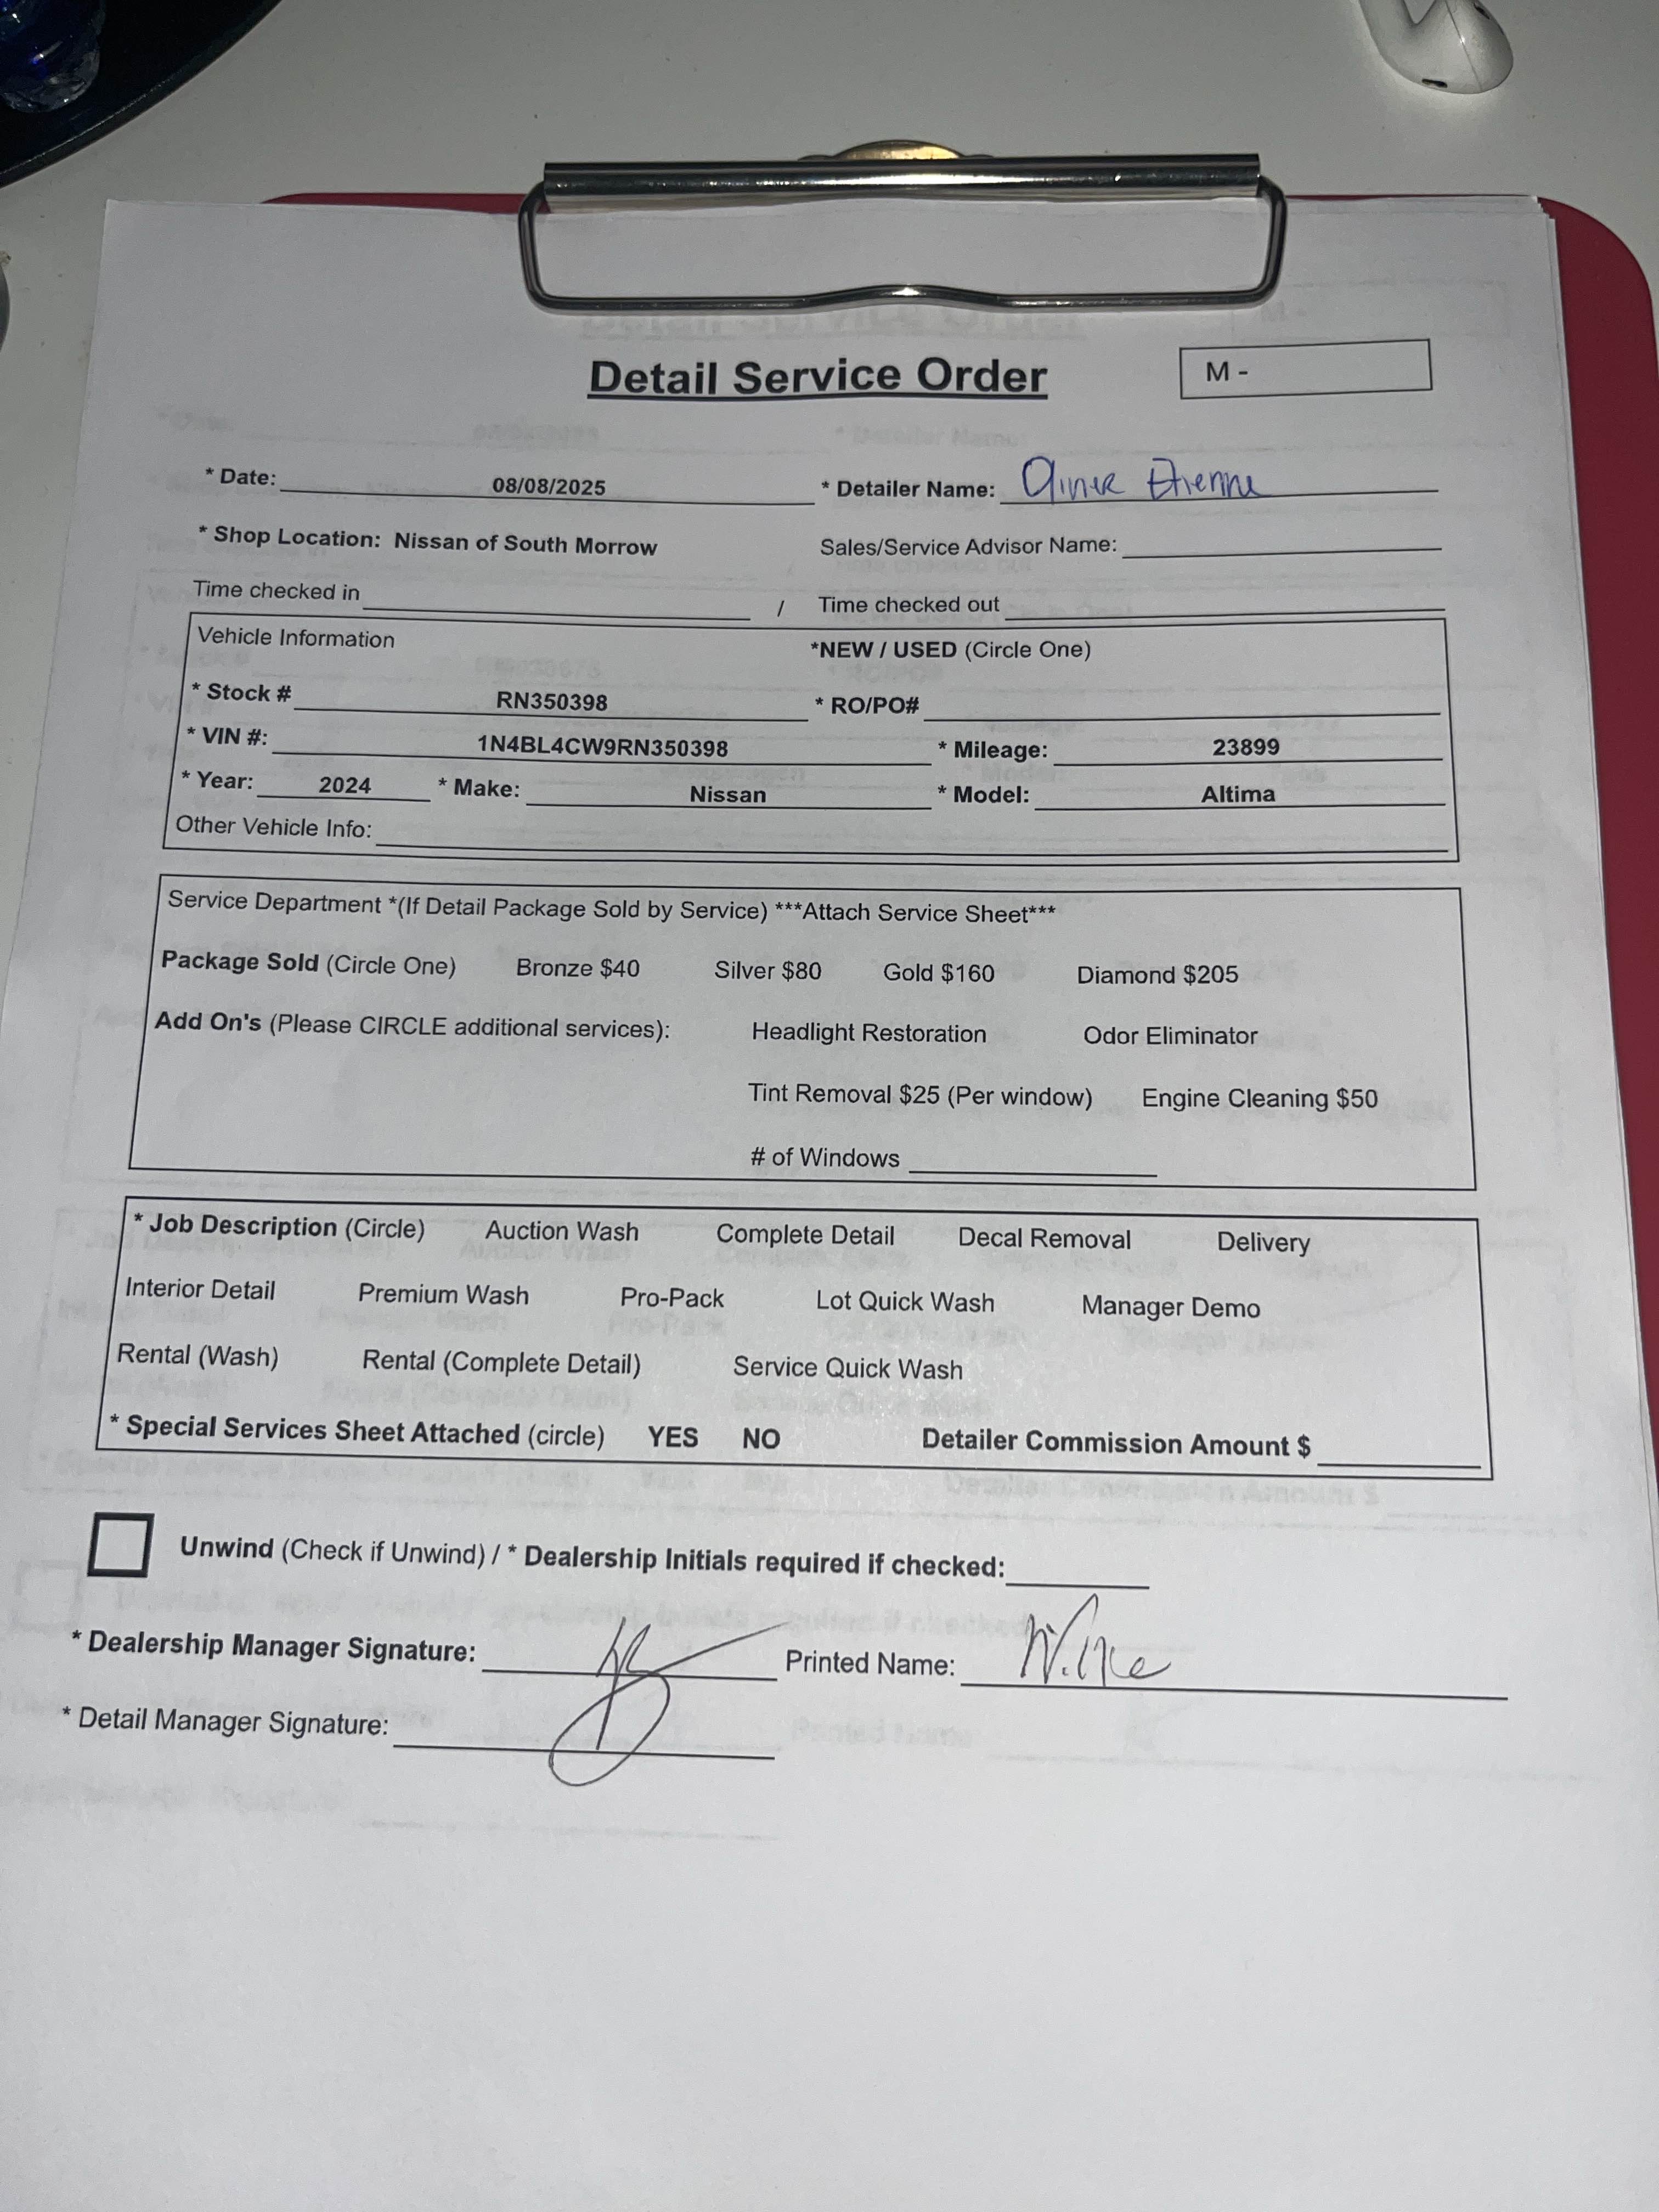 Detail Service Order
M -
* Date: 08/08/2025 * Detailer Name: Etienne
* Shop Location: Nissan of South Morrow Sales/Service Advisor Name:
Time checked in / Time checked out
Vehicle Information *NEW / USED (Circle One)
* Stock # RN350398 * RO/PO#
* VIN #: 1N4BL4CW9RN350398 * Mileage: 23899
* Year: 2024 * Make: Nissan * Model: Altima
Other Vehicle Info:
Service Department *(If Detail Package Sold by Service) ***Attach Service Sheet***
Package Sold (Circle One) Bronze $40 Silver $80 Gold $160 Diamond $205
Add On's (Please CIRCLE additional services): Headlight Restoration Odor Eliminator
Tint Removal $25 (Per window) Engine Cleaning $50
# of Windows
* Job Description (Circle) Auction Wash Complete Detail Decal Removal Delivery
Interior Detail Premium Wash Pro-Pack Lot Quick Wash Manager Demo
Rental (Wash) Rental (Complete Detail) Service Quick Wash
* Special Services Sheet Attached (circle) YES NO Detailer Commission Amount $
Unwind (Check if Unwind) / * Dealership Initials required if checked:
* Dealership Manager Signature: Printed Name:
* Detail Manager Signature: